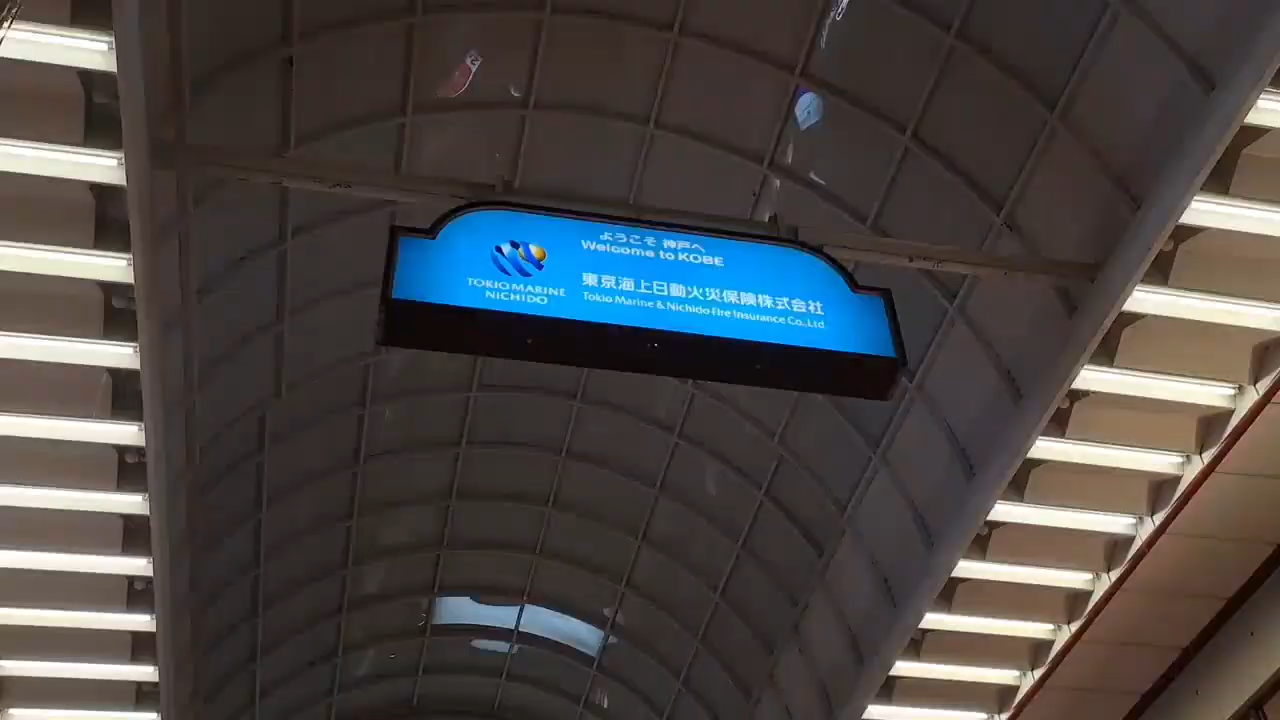 ようこそ 神戸へ
Welcome to KOBE
TOKIO MARINE
NICHIDO
東京海上日動火災保険株式会社
Tokio Marine & Nichido Fire Insurance Co.,Ltd.